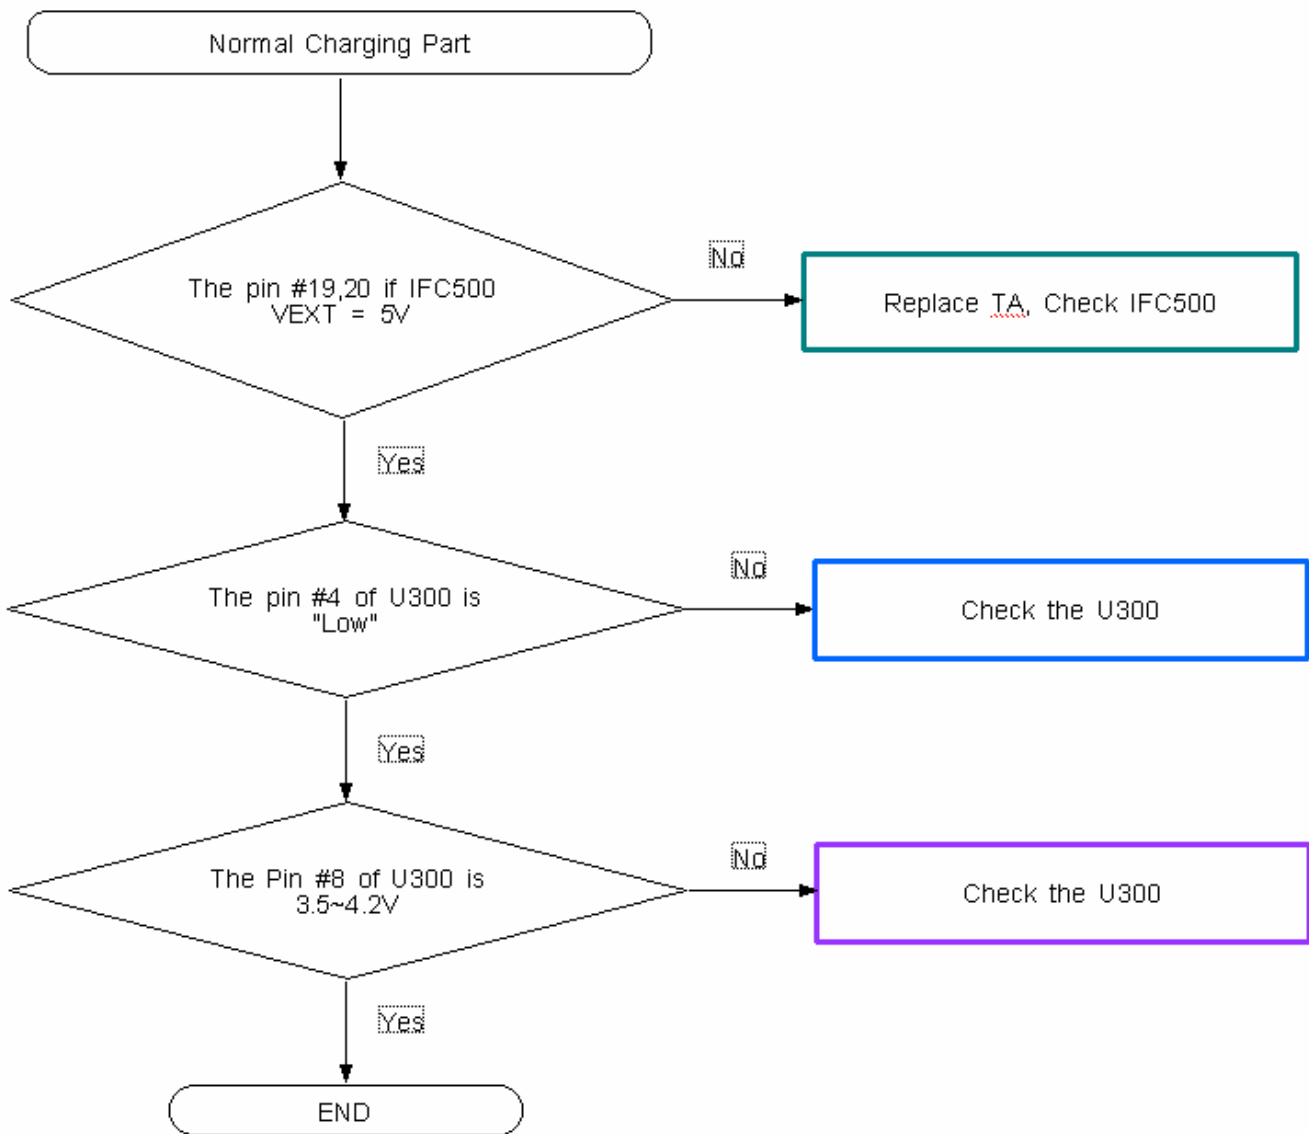 Normal Charging Part
The pin #19,20 if IFC500
VEXT = 5V
No
Replace TA, Check IFC500
Yes
The pin #4 of U300 is
"Low"
No
Check the U300
Yes
The Pin #8 of U300 is
3.5~4.2V
No
Check the U300
Yes
END